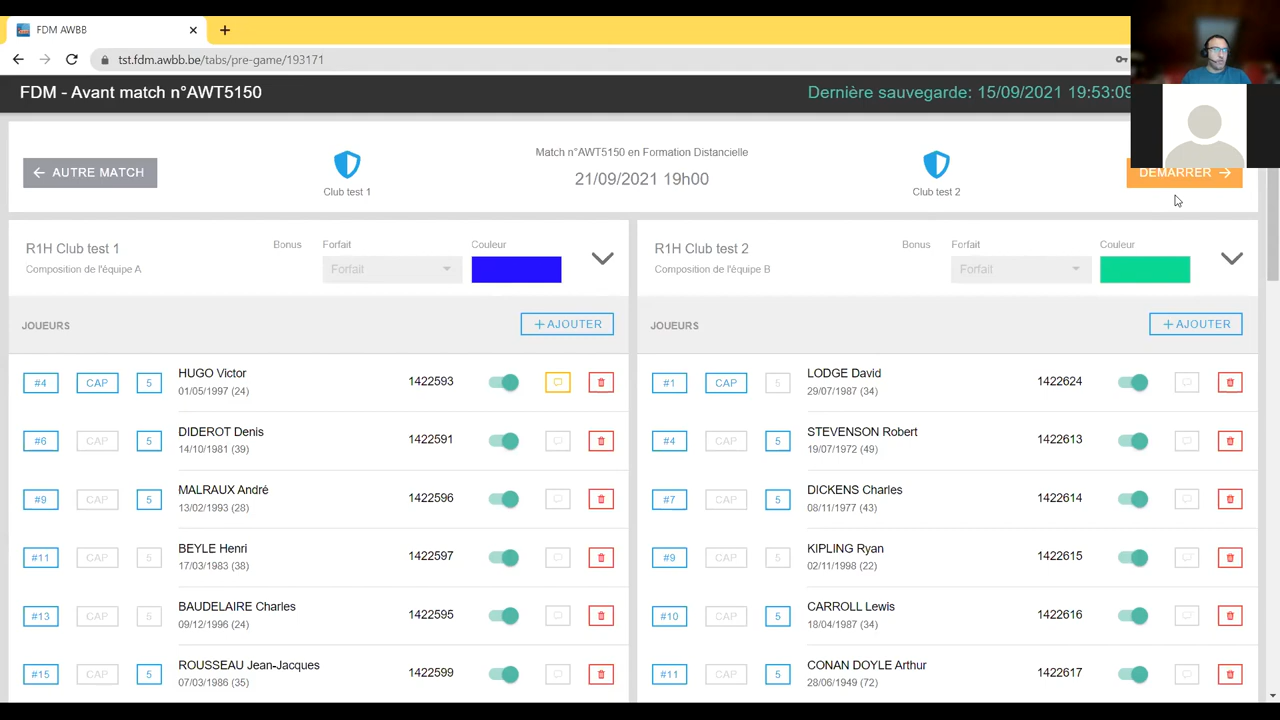 FDM AWBB
tst.fdm.awbb.be/tabs/pre-game/193171
FDM - Avant match n°AWT5150
Dernière sauvegarde: 15/09/2021 19:53:09
AUTRE MATCH
Club test 1
Match n°AWT5150 en Formation Distancielle
21/09/2021 19h00
Club test 2
DÉMARRER
R1H Club test 1
Composition de l'équipe A
Bonus
Forfait
Forfait
Couleur
R1H Club test 2
Composition de l'équipe B
Bonus
Forfait
Forfait
Couleur
JOUEURS
+AJOUTER
JOUEURS
+AJOUTER
#4 CAP 5 HUGO Victor 1422593
01/05/1997 (24)
#1 CAP 5 LODGE David 1422624
29/07/1987 (34)
#6 CAP 5 DIDEROT Denis 1422591
14/10/1981 (39)
#4 CAP 5 STEVENSON Robert 1422613
19/07/1972 (49)
#9 CAP 5 MALRAUX André 1422596
13/02/1993 (28)
#7 CAP 5 DICKENS Charles 1422614
08/11/1977 (43)
#11 CAP 5 BEYLE Henri 1422597
17/03/1983 (38)
#9 CAP 5 KIPLING Ryan 1422615
02/11/1998 (22)
#13 CAP 5 BAUDELAIRE Charles 1422595
09/12/1996 (24)
#10 CAP 5 CARROLL Lewis 1422616
18/04/1987 (34)
#15 CAP 5 ROUSSEAU Jean-Jacques 1422599
07/03/1986 (35)
#11 CAP 5 CONAN DOYLE Arthur 1422617
28/06/1949 (72)